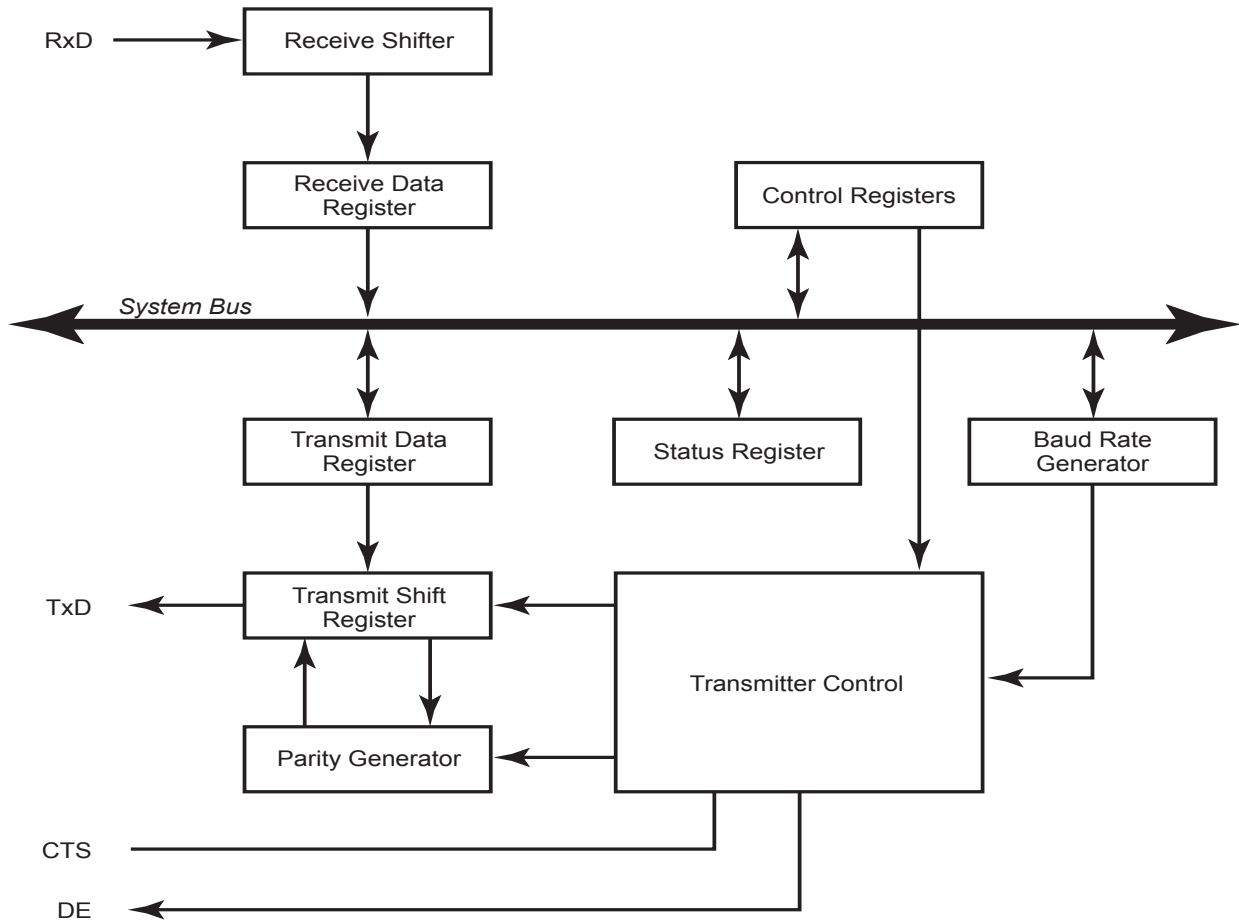 RxD
Receive Shifter
Receive Data
Register
Control Registers
System Bus
Transmit Data
Register
Status Register
Baud Rate
Generator
TxD
Transmit Shift
Register
Transmitter Control
Parity Generator
CTS
DE